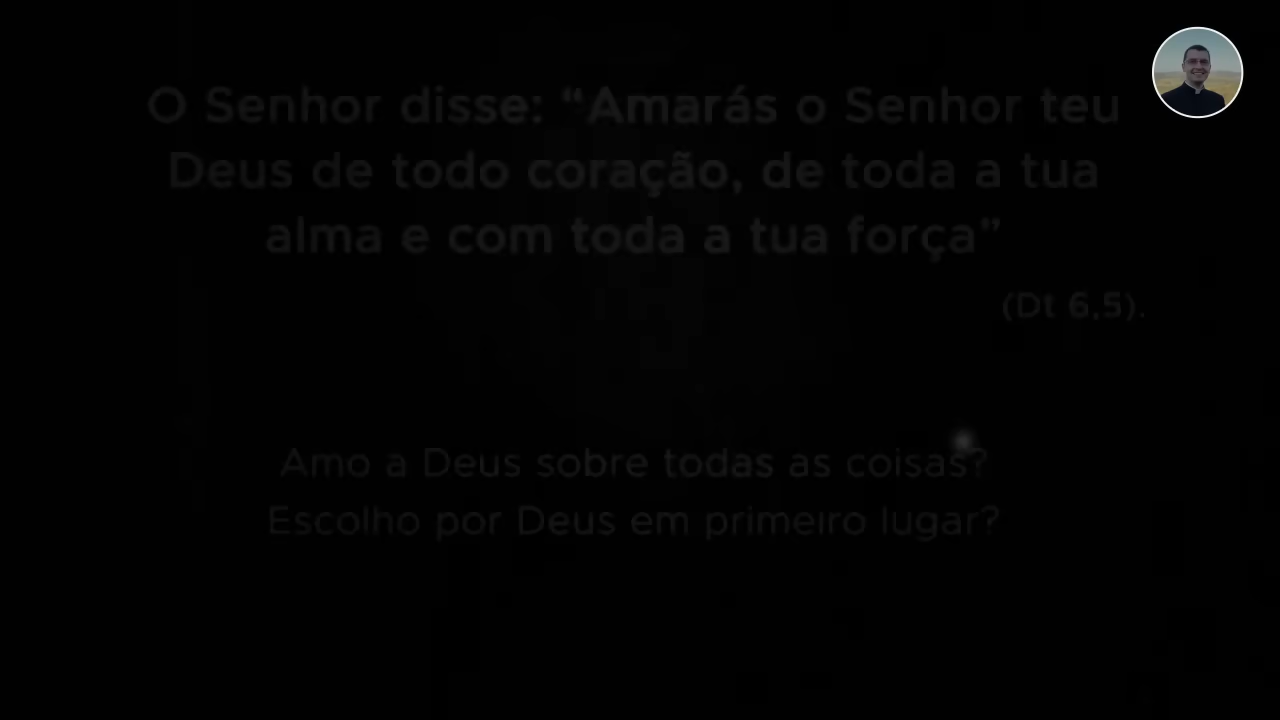 O Senhor disse: “Amarás o Senhor teu
Deus de todo coração, de toda a tua
alma e com toda a tua força”
(Dt 6,5).
Amo a Deus sobre todas as coisas?
Escolho por Deus em primeiro lugar?